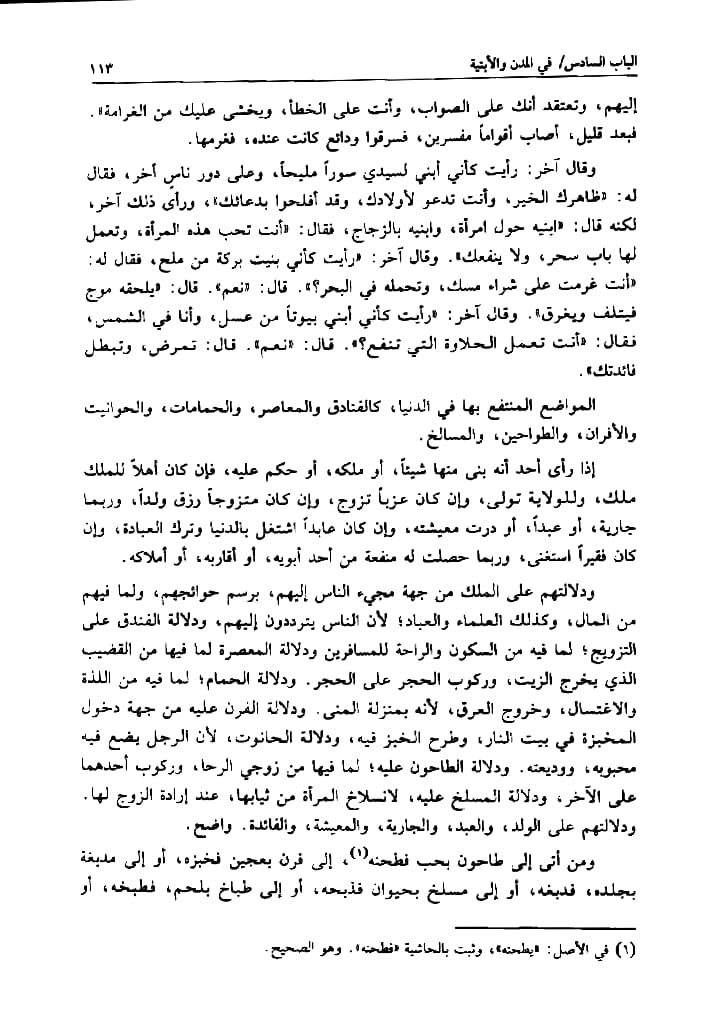 الباب السادس/ في المدن والأبنية ١١٣
إليهم، وتعتقد أنك على الصواب، وأنت على الخطأ، ويخشى عليك من الغرامة».
فبعد قليل، أصاب أقواماً مفسرين، فسرقوا ودائع كانت عنده، فغرمها.
وقال آخر: رأيت كأني أبني لسيدي سوراً مليحاً، وعلى دور ناسٍ أخر، فقال
له: «ظاهرك الخير، وأنت تدعو لأولادك، وقد أفلحوا بدعائك»، ورأى ذلك آخر،
لكنه قال: «ابنيه حول امرأة، وابنيه بالزجاج، فقال: «أنت تحب هذه المرأة، وتعمل
لها باب سحر، ولا ينفعك». وقال آخر: «رأيت كأني بنيت بركة من ملح، فقال له:
«أنت غرمت على شراء مسك، وتحمله في البحر؟». قال: «نعم». قال: «يلحقه موج
فيتلف ويغرق». وقال آخر: «رأيت كأني أبني بيوتاً من عسل، وأنا في الشمس،
فقال: «أنت تعمل الحلاوة التي تنفع؟». قال: «نعم». قال: تمرض، وتبطل
فائدتك».
المواضع المنتفع بها في الدنيا، كالفنادق والمعاصر، والحمامات، والحوانيت
والأفران، والطواحين، والمسالخ.
إذا رأى أحد أنه بنى منها شيئاً، أو ملكه، أو حكم عليه، فإن كان أهلاً للملك
ملك، وللولاية تولى، وإن كان عزباً تزوج، وإن كان متزوجاً رزق ولداً، وربما
جارية، أو عبداً، أو درت معيشته، وإن كان عابداً اشتغل بالدنيا وترك العبادة، وإن
كان فقيراً استغنى، وربما حصلت له منفعة من أحد أبويه، أو أقاربه، أو أملاكه.
ودلالتهم على الملك من جهة مجيء الناس إليهم، برسم حوائجهم، ولما فيهم
من المال، وكذلك العلماء والعباد؛ لأن الناس يترددون إليهم، ودلالة الفندق على
التزويج؛ لما فيه من السكون والراحة للمسافرين ودلالة المعصرة لما فيها من القضيب
الذي يخرج الزيت، وركوب الحجر على الحجر. ودلالة الحمام؛ لما فيه من اللذة
والاغتسال، وخروج العرق، لأنه بمنزلة المنى. ودلالة الفرن عليه من جهة دخول
المخبزة في بيت النار، وطرح الخبز فيه، ودلالة الحانوت، لأن الرجل يضع فيه
محبوبه، ووديعته. ودلالة الطاحون عليه؛ لما فيها من زوجي الرحا، وركوب أحدهما
على الآخر، ودلالة المسلخ عليه، لانسلاخ المرأة من ثيابها، عند إرادة الزوج لها.
ودلالتهم على الولد، والعبد، والجارية، والمعيشة، والفائدة. واضح.
ومن أتى إلى طاحون بحب فطحنه(١)، إلى فرن بعجين فخبزه، أو إلى مدبغة
بجلده، فدبغه، أو إلى مسلخ بحيوان فذبحه، أو إلى طباخ بلحم، فطبخه، أو
(١) في الأصل: «يطحنه»، وثبت بالحاشية «فطحنه». وهو الصحيح.